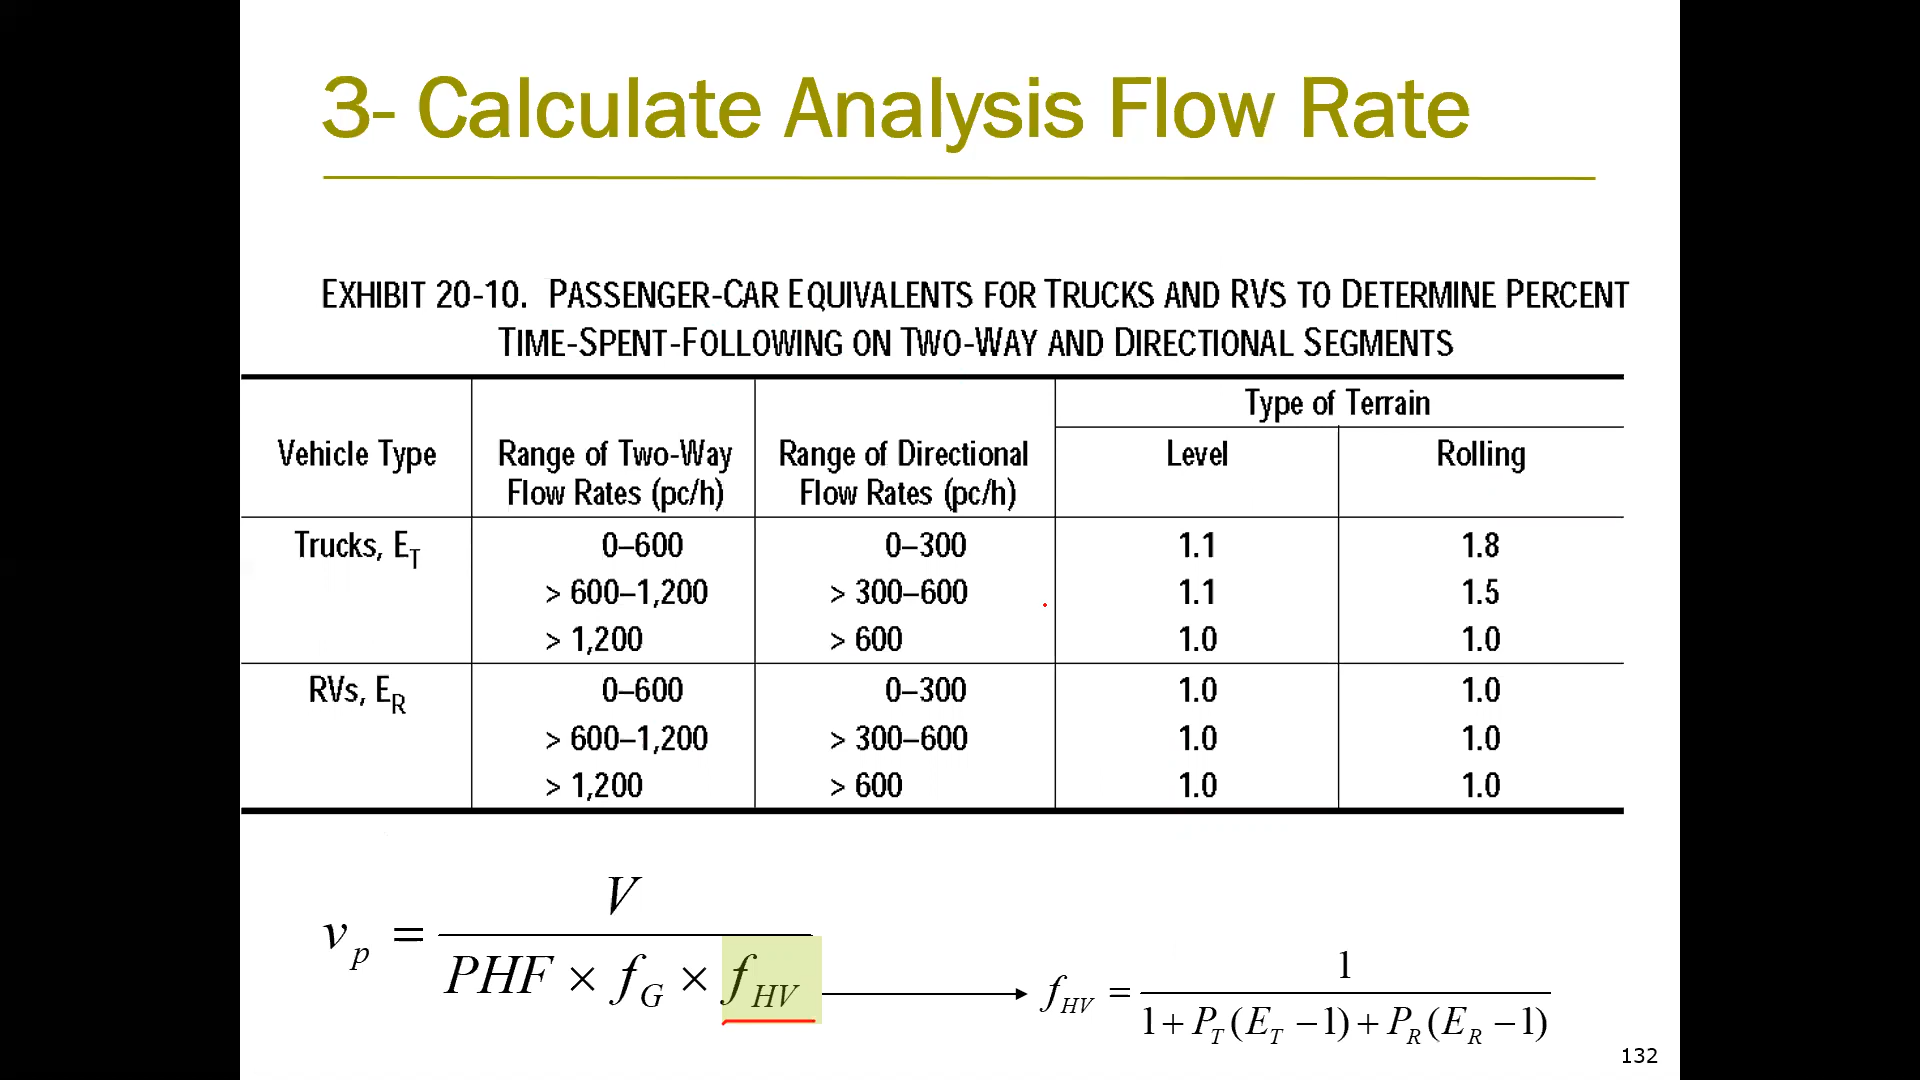 3- Calculate Analysis Flow Rate
EXHIBIT 20-10. PASSENGER-CAR EQUIVALENTS FOR TRUCKS AND RVS TO DETERMINE PERCENT
TIME-SPENT-FOLLOWING ON TWO-WAY AND DIRECTIONAL SEGMENTS
Type of Terrain
Vehicle Type Range of Two-Way Range of Directional Level Rolling
Flow Rates (pc/h) Flow Rates (pc/h)
Trucks, E_T 0–600 0–300 1.1 1.8
> 600–1,200 > 300–600 1.1 1.5
> 1,200 > 600 1.0 1.0
RVs, E_R 0–600 0–300 1.0 1.0
> 600–1,200 > 300–600 1.0 1.0
> 1,200 > 600 1.0 1.0
v_p = V / (PHF × f_G × f_HV)
f_HV = 1 / (1 + P_T (E_T − 1) + P_R (E_R − 1))
132